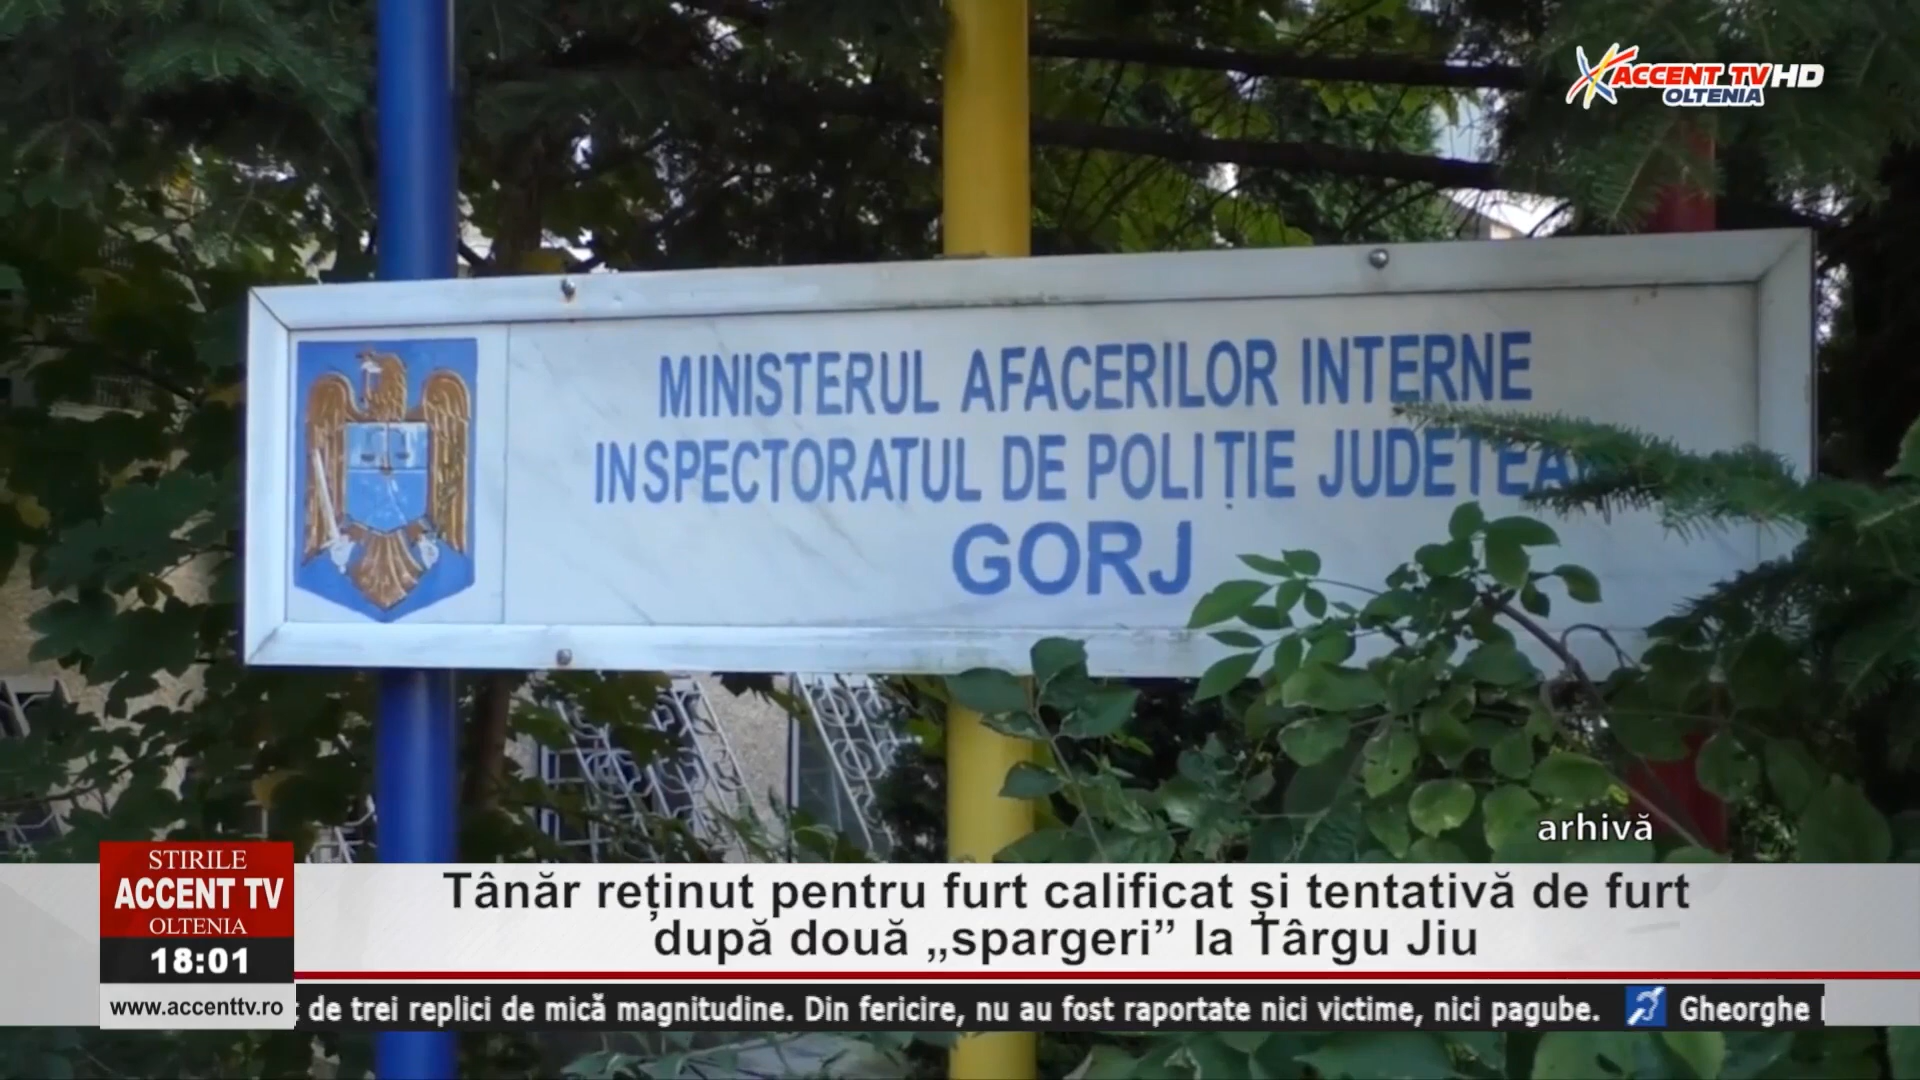 ACCENT TV HD
OLTENIA
MINISTERUL AFACERILOR INTERNE
INSPECTORATUL DE POLIȚIE
GORJ
arhivă
STIRILE
ACCENT TV
OLTENIA
18:01
www.accenttv.ro
Tânăr reținut pentru furt calificat și tentativă de furt
după două „spargeri” la Târgu Jiu
de trei replici de mică magnitudine. Din fericire, nu au fost raportate nici victime, nici pagube. Gheorghe